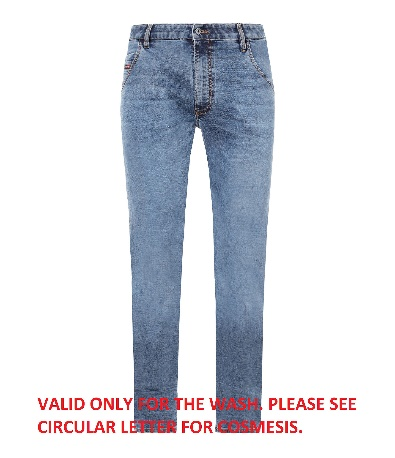 VALID ONLY FOR THE WASH. PLEASE SEE
CIRCULAR LETTER FOR COSMESIS.